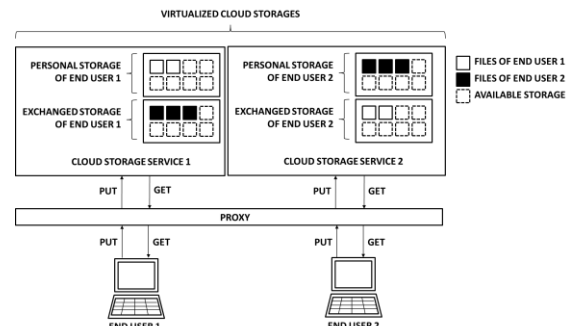 VIRTUALIZED CLOUD STORAGES
PERSONAL STORAGE
OF END USER 1
EXCHANGED STORAGE
OF END USER 1
CLOUD STORAGE SERVICE 1
PERSONAL STORAGE
OF END USER 2
EXCHANGED STORAGE
OF END USER 2
CLOUD STORAGE SERVICE 2
FILES OF END USER 1
FILES OF END USER 2
AVAILABLE STORAGE
PUT GET PUT GET
PROXY
PUT GET PUT GET
END USER 1 END USER 2